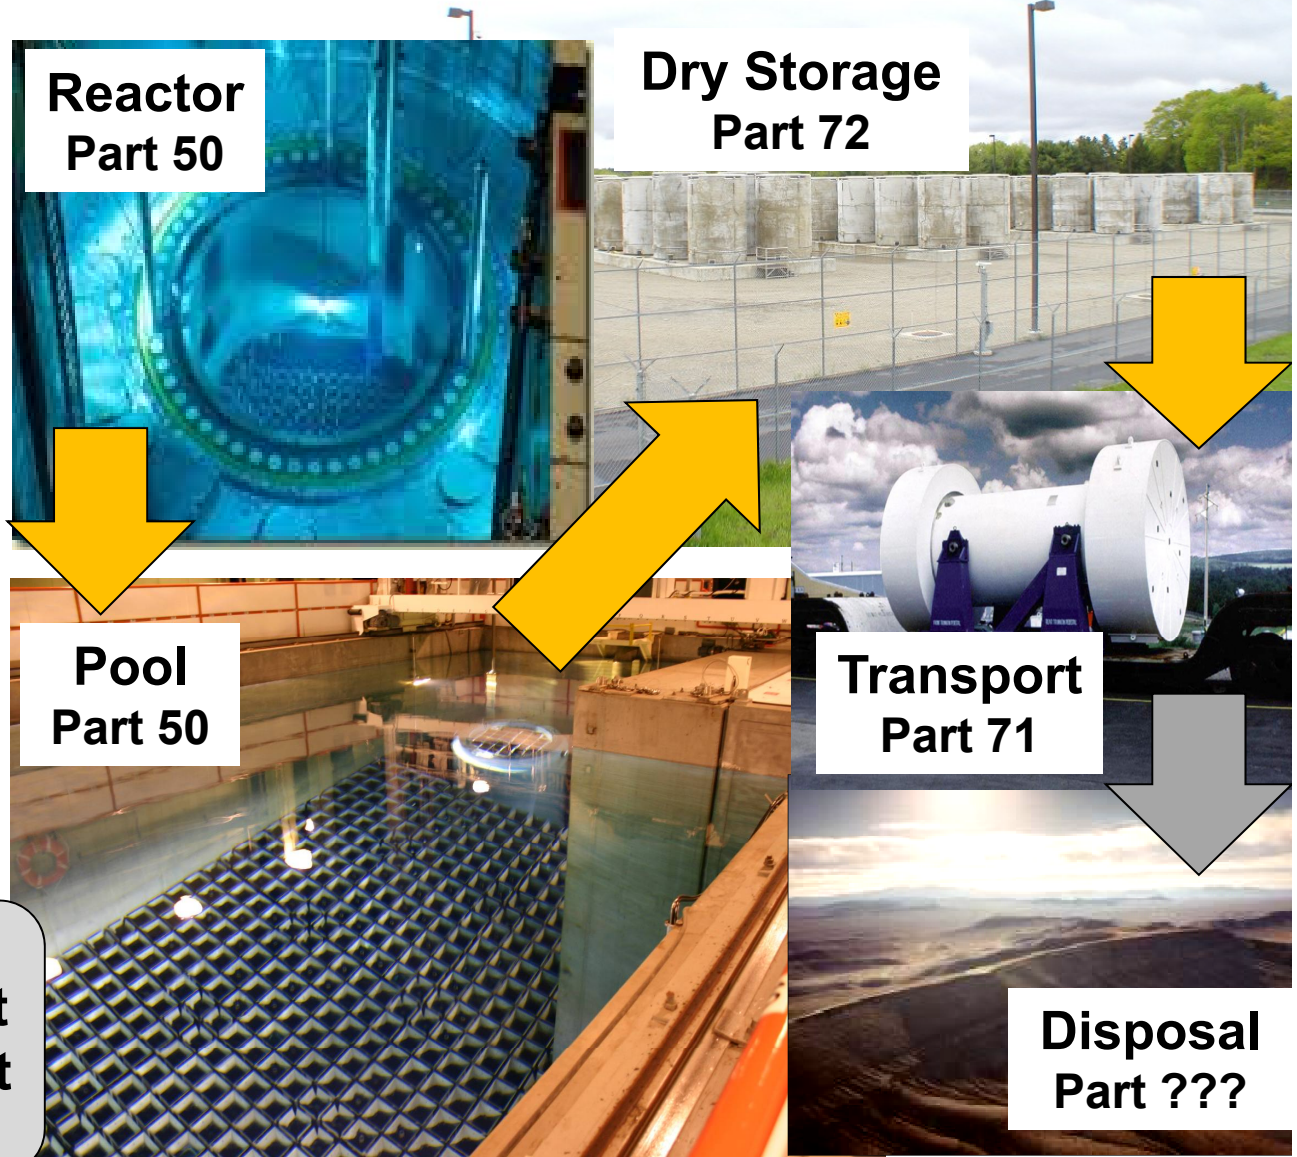 Reactor
Part 50
Dry Storage
Part 72
Pool
Part 50
Transport
Part 71
Disposal
Part ???